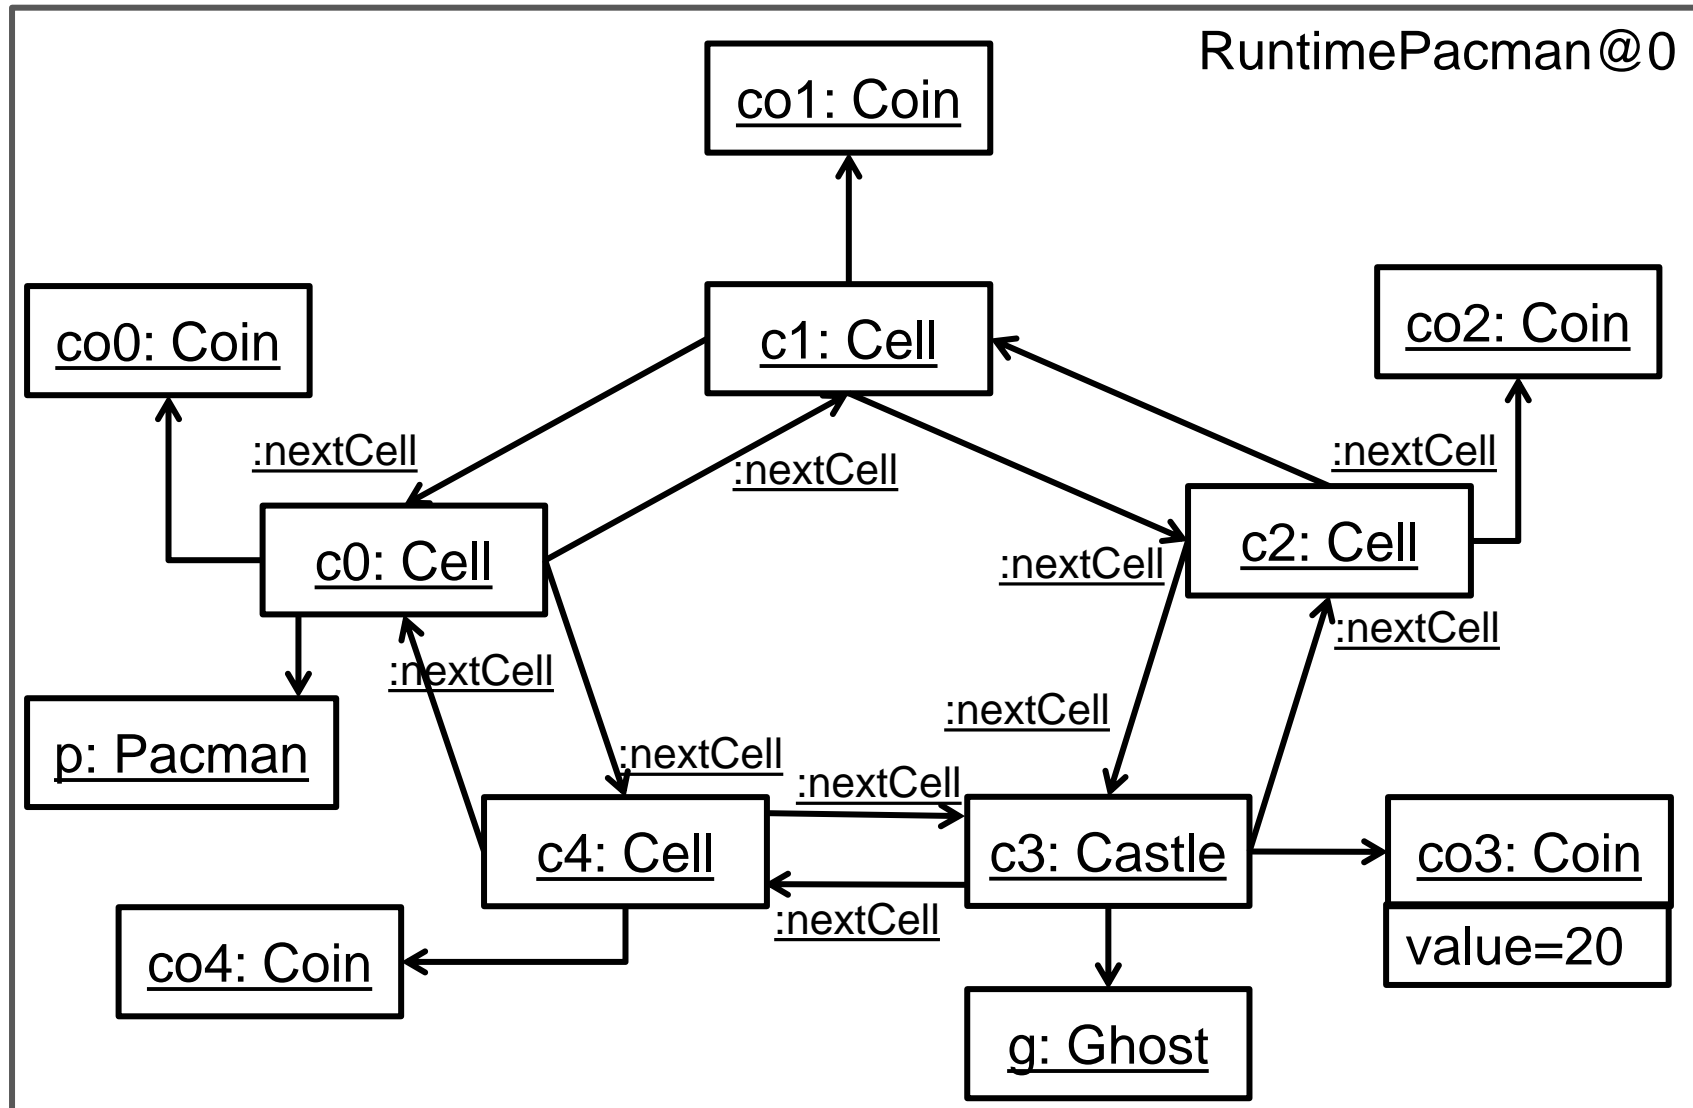 RuntimePacman@0
co1: Coin
co0: Coin
c1: Cell
co2: Coin
:nextCell
:nextCell
:nextCell
c0: Cell
c2: Cell
:nextCell
:nextCell
:nextCell
p: Pacman
:nextCell
:nextCell
:nextCell
c4: Cell
c3: Castle
co3: Coin
value=20
:nextCell
co4: Coin
g: Ghost